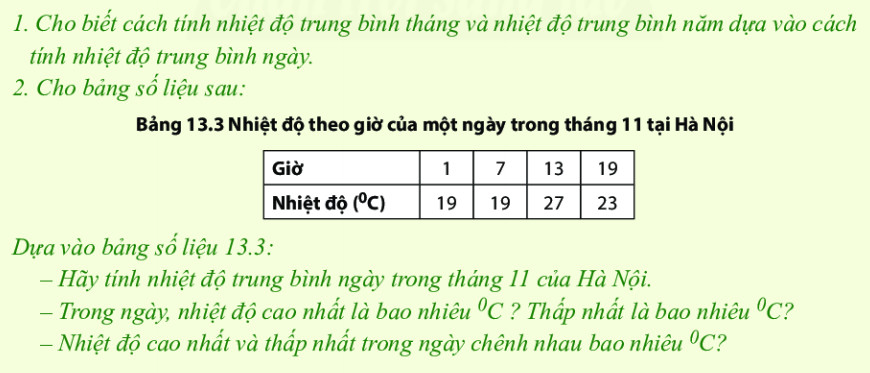 1. Cho biết cách tính nhiệt độ trung bình tháng và nhiệt độ trung bình năm dựa vào cách
tính nhiệt độ trung bình ngày.
2. Cho bảng số liệu sau:
Bảng 13.3 Nhiệt độ theo giờ của một ngày trong tháng 11 tại Hà Nội
Giờ 1 7 13 19
Nhiệt độ (⁰C) 19 19 27 23
Dựa vào bảng số liệu 13.3:
– Hãy tính nhiệt độ trung bình ngày trong tháng 11 của Hà Nội.
– Trong ngày, nhiệt độ cao nhất là bao nhiêu ⁰C ? Thấp nhất là bao nhiêu ⁰C?
– Nhiệt độ cao nhất và thấp nhất trong ngày chênh nhau bao nhiêu ⁰C?